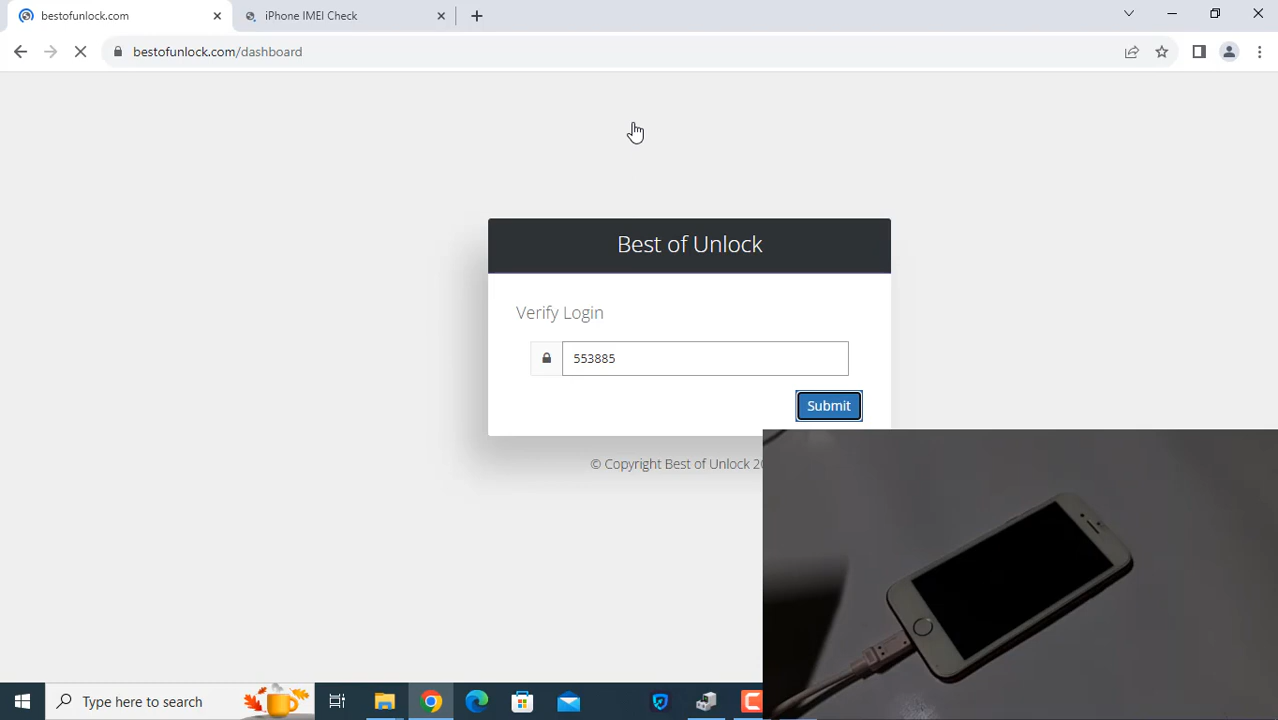 bestofunlock.com
iPhone IMEI Check
bestofunlock.com/dashboard
Best of Unlock
Verify Login
553885
Submit
© Copyright Best of Unlock 20
Type here to search